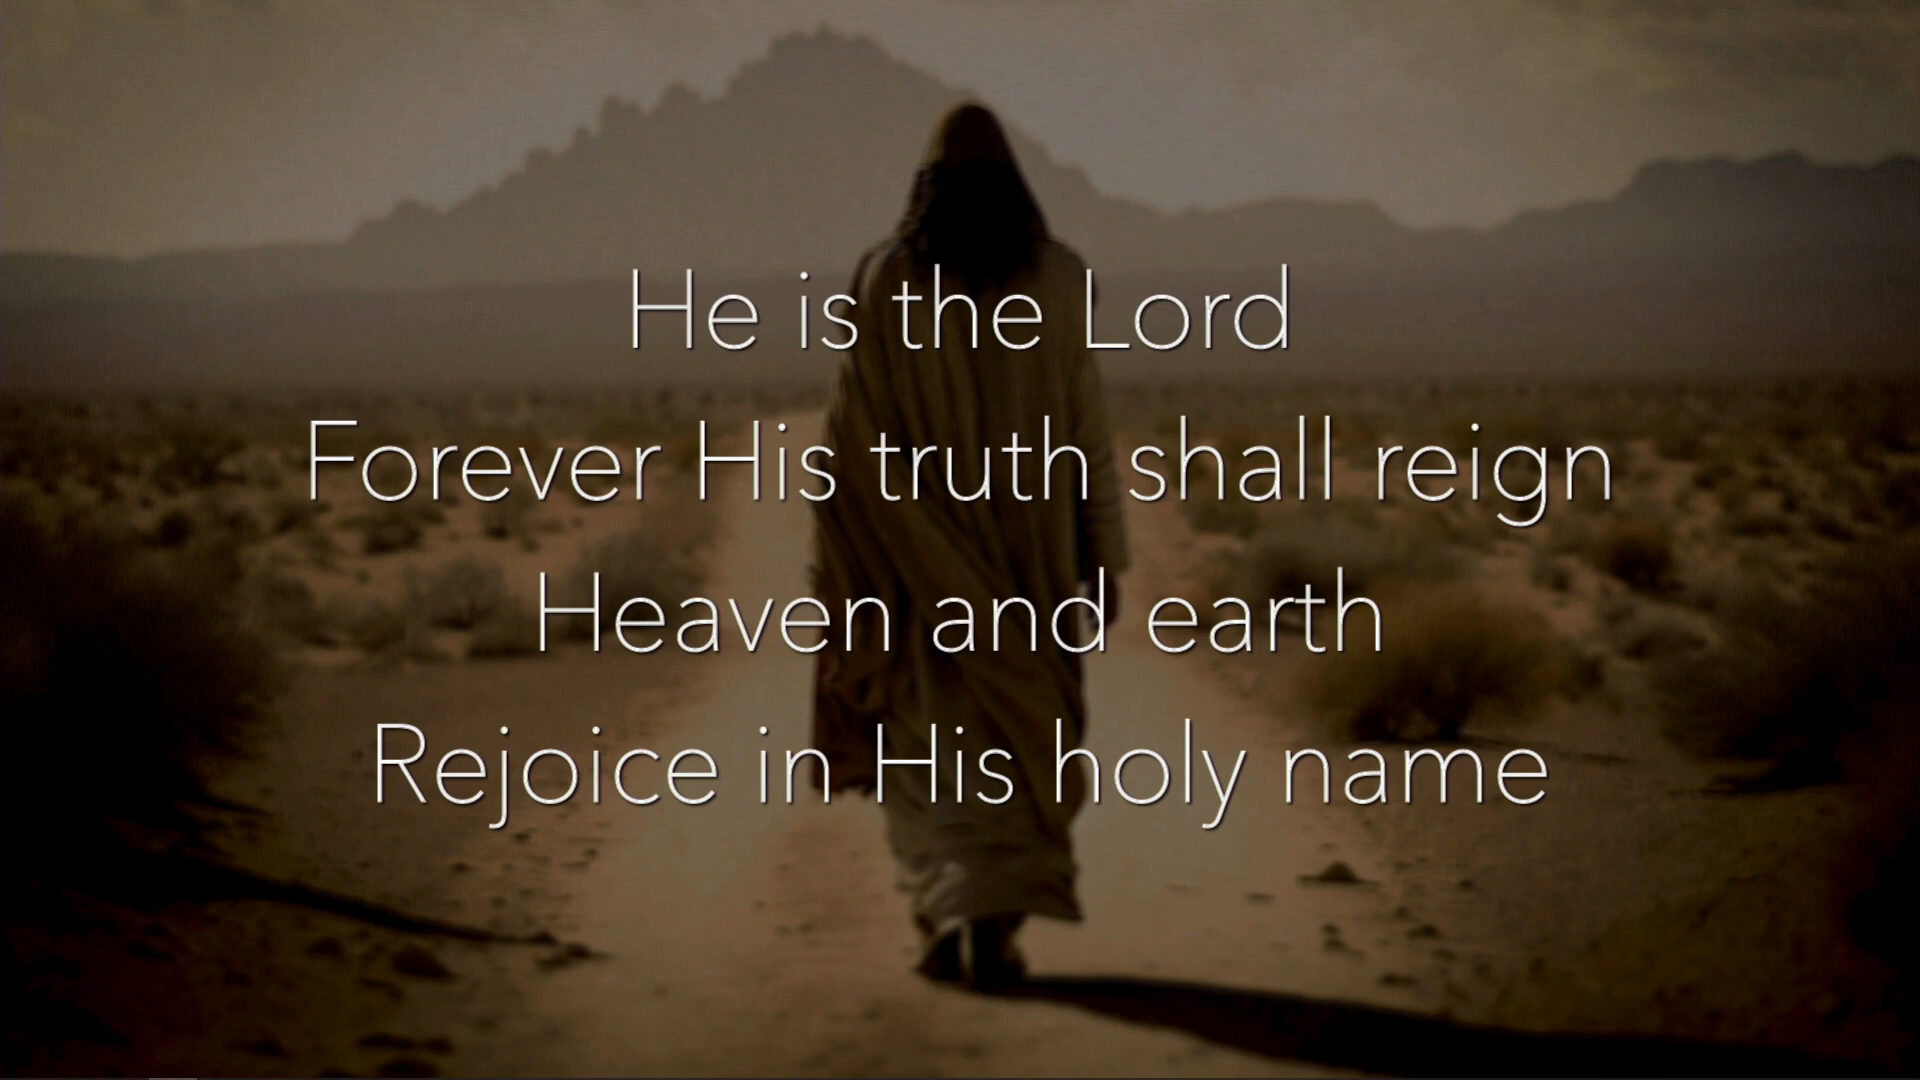 He is the Lord
Forever His truth shall reign
Heaven and earth
Rejoice in His holy name